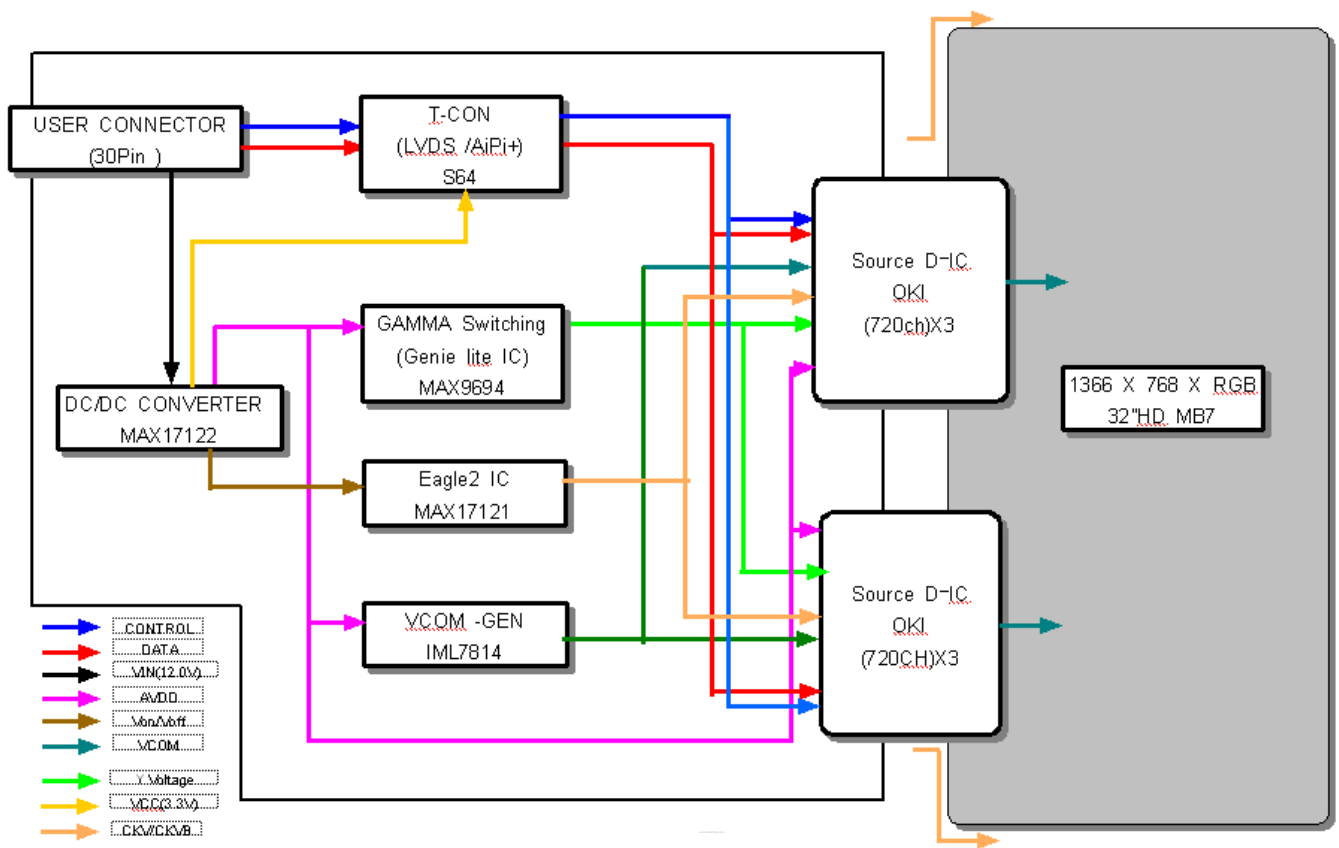 USER CONNECTOR
(30Pin )
T-CON
(LVDS /AiPi+)
S64
Source D-IC
OKI
(720ch)X3
GAMMA Switching
(Genie lite IC)
MAX9694
1366 X 768 X RGB
32"HD MB7
DC/DC CONVERTER
MAX17122
Eagle2 IC
MAX17121
Source D-IC
OKI
(720CH)X3
VCOM -GEN
IML7814
CONTROL
DATA
VIN(12.0V)
AVDD
Von/Voff
VCOM
Voltage
VCC(3.3V)
CKV/CKVB